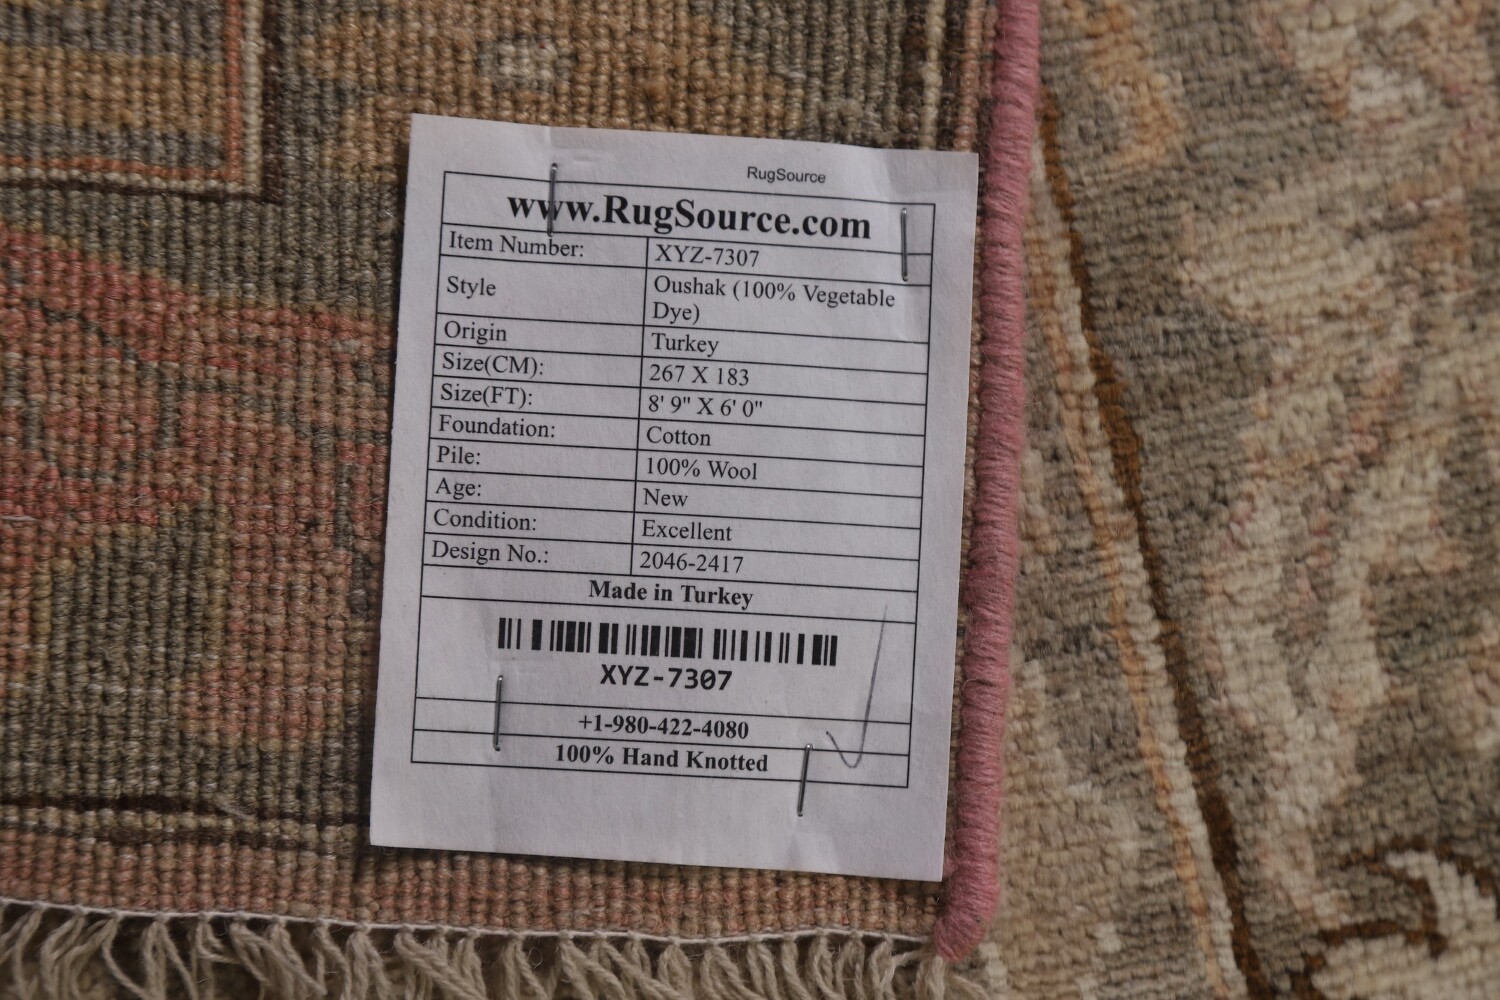 RugSource
www.RugSource.com
Item Number: XYZ-7307
Style Oushak (100% Vegetable
Dye)
Origin Turkey
Size(CM): 267 X 183
Size(FT): 8' 9" X 6' 0"
Foundation: Cotton
Pile: 100% Wool
Age: New
Condition: Excellent
Design No.: 2046-2417
Made in Turkey
XYZ-7307
+1-980-422-4080
100% Hand Knotted